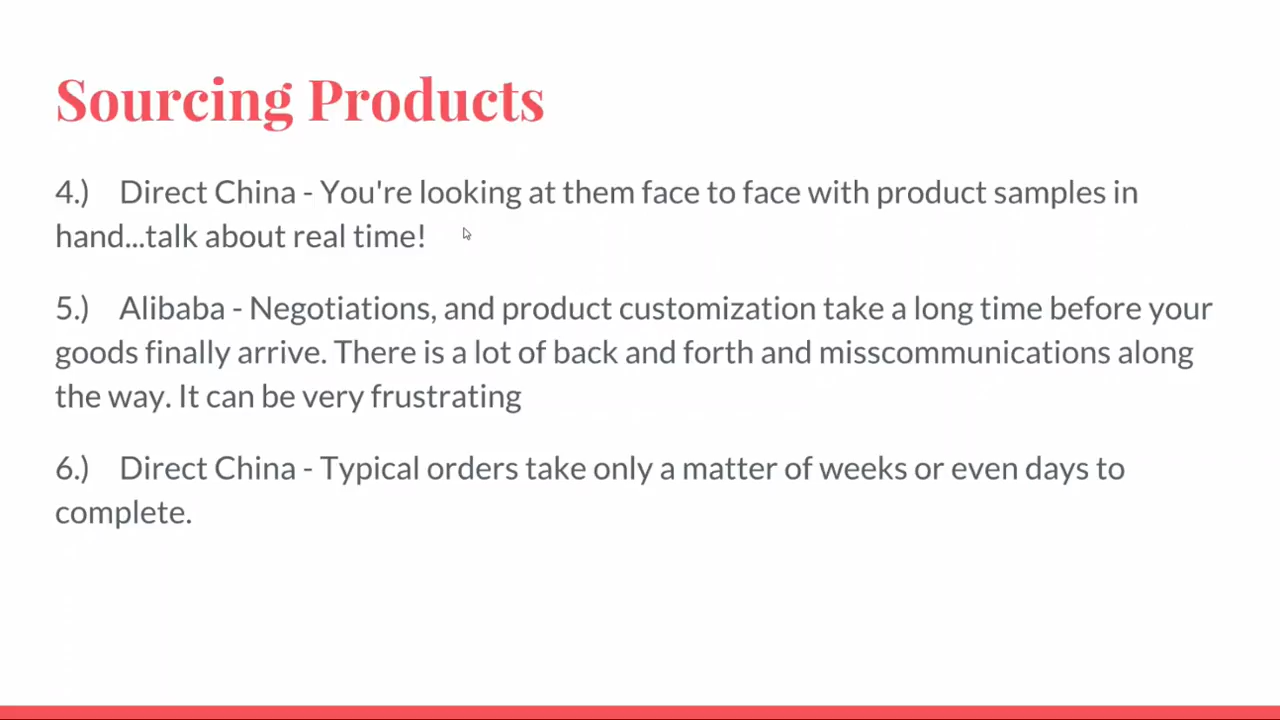 Sourcing Products
4.) Direct China - You're looking at them face to face with product samples in
hand...talk about real time!
5.) Alibaba - Negotiations, and product customization take a long time before your
goods finally arrive. There is a lot of back and forth and misscommunications along
the way. It can be very frustrating
6.) Direct China - Typical orders take only a matter of weeks or even days to
complete.